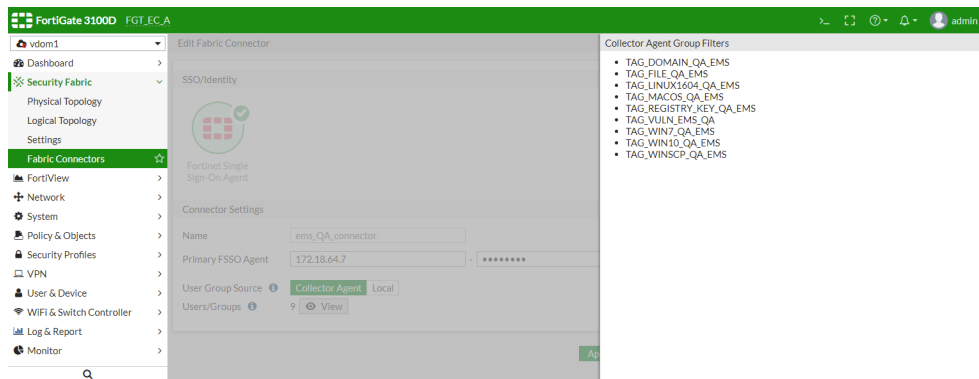 FortiGate 3100D FGT_EC_A
>_
admin
vdom1
Dashboard
Security Fabric
Physical Topology
Logical Topology
Settings
Fabric Connectors
FortiView
Network
System
Policy & Objects
Security Profiles
VPN
User & Device
WiFi & Switch Controller
Log & Report
Monitor
Edit Fabric Connector
SSO/Identity
Fortinet Single
Sign-On Agent
Connector Settings
Name ems_QA_connector
Primary FSSO Agent 172.18.64.7 - ••••••••
User Group Source Collector Agent Local
Users/Groups 9 View
Ap
Collector Agent Group Filters
• TAG_DOMAIN_QA_EMS
• TAG_FILE_QA_EMS
• TAG_LINUX1604_QA_EMS
• TAG_MACOS_QA_EMS
• TAG_REGISTRY_KEY_QA_EMS
• TAG_VULN_EMS_QA
• TAG_WIN7_QA_EMS
• TAG_WIN10_QA_EMS
• TAG_WINSCP_QA_EMS